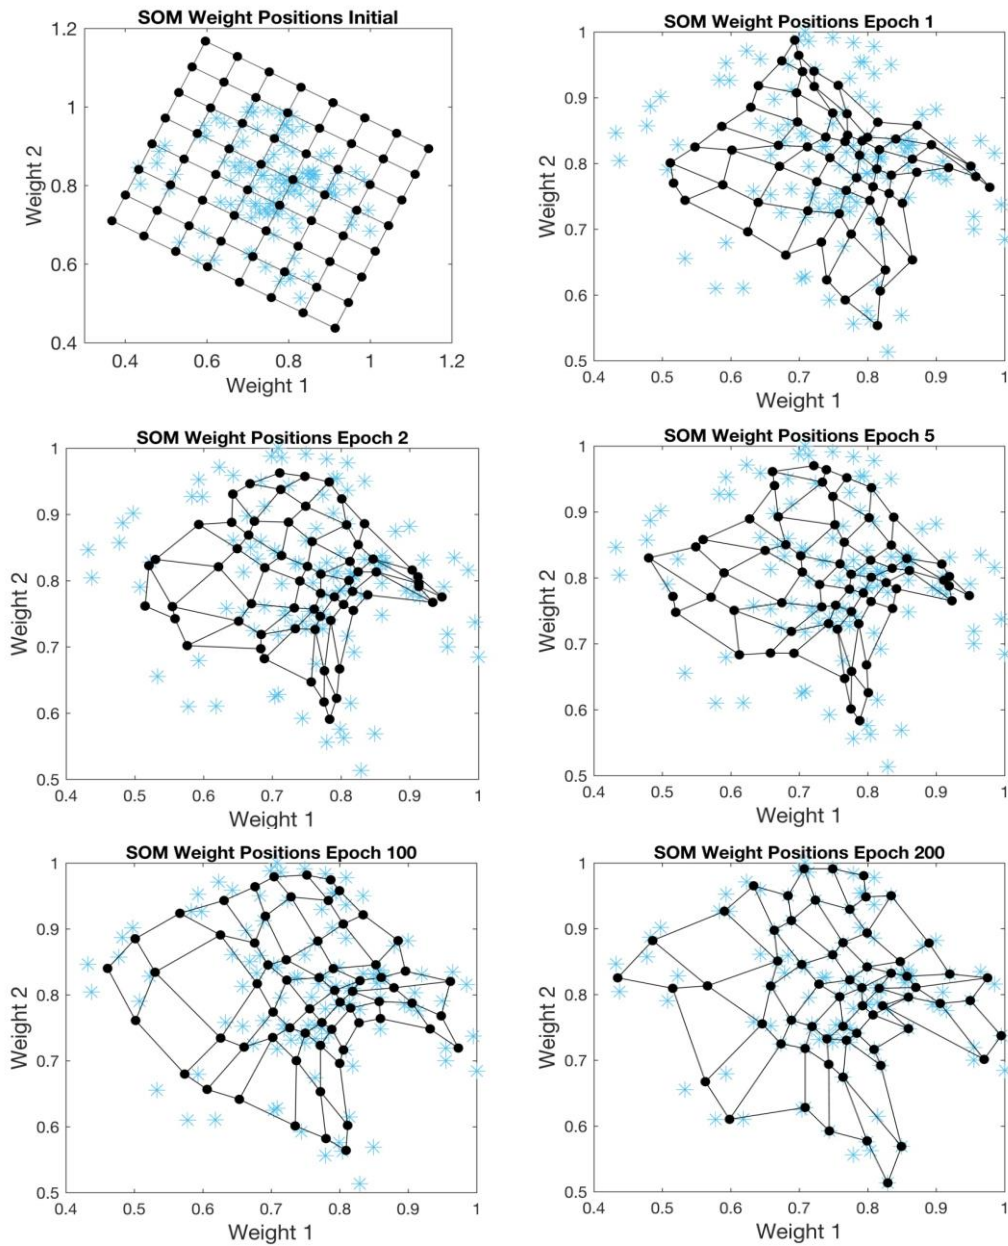 SOM Weight Positions Initial
1.2
1
0.8
0.6
0.4
Weight 2
0.4 0.6 0.8 1 1.2
Weight 1
SOM Weight Positions Epoch 1
1
0.9
0.8
0.7
0.6
0.5
Weight 2
0.4 0.5 0.6 0.7 0.8 0.9 1
Weight 1
SOM Weight Positions Epoch 2
1
0.9
0.8
0.7
0.6
0.5
Weight 2
0.4 0.5 0.6 0.7 0.8 0.9 1
Weight 1
SOM Weight Positions Epoch 5
1
0.9
0.8
0.7
0.6
0.5
Weight 2
0.4 0.5 0.6 0.7 0.8 0.9 1
Weight 1
SOM Weight Positions Epoch 100
1
0.9
0.8
0.7
0.6
0.5
Weight 2
0.4 0.5 0.6 0.7 0.8 0.9 1
Weight 1
SOM Weight Positions Epoch 200
1
0.9
0.8
0.7
0.6
0.5
Weight 2
0.4 0.5 0.6 0.7 0.8 0.9 1
Weight 1